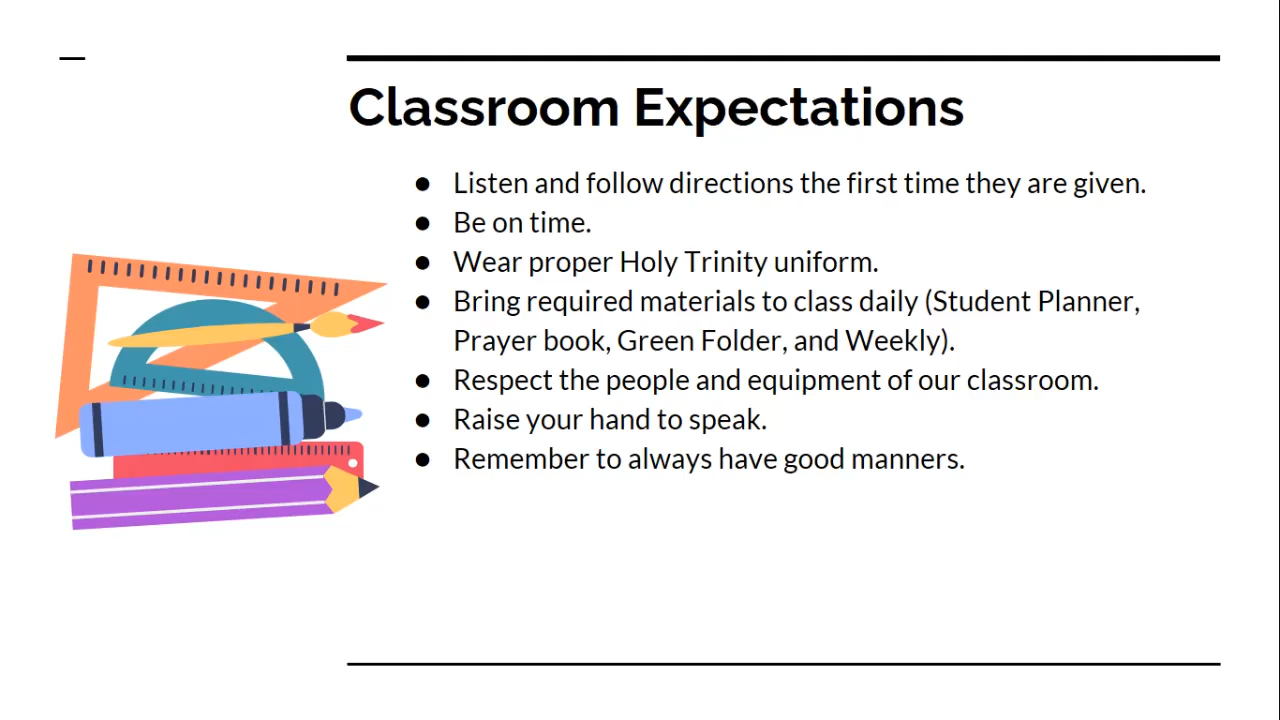 Classroom Expectations
● Listen and follow directions the first time they are given.
● Be on time.
● Wear proper Holy Trinity uniform.
● Bring required materials to class daily (Student Planner,
Prayer book, Green Folder, and Weekly).
● Respect the people and equipment of our classroom.
● Raise your hand to speak.
● Remember to always have good manners.